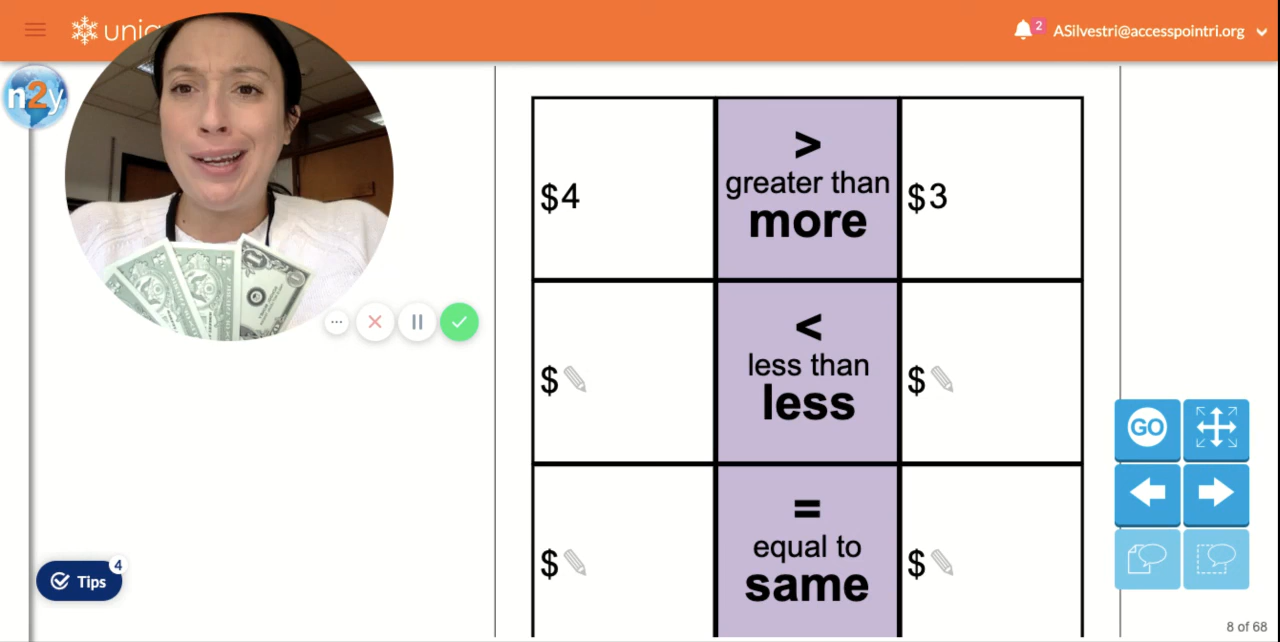 2
ASilvestri@accesspointri.org
n2y
>
greater than
more
$4
$3
<
less than
less
$
$
=
equal to
same
$
$
GO
4
Tips
8 of 68